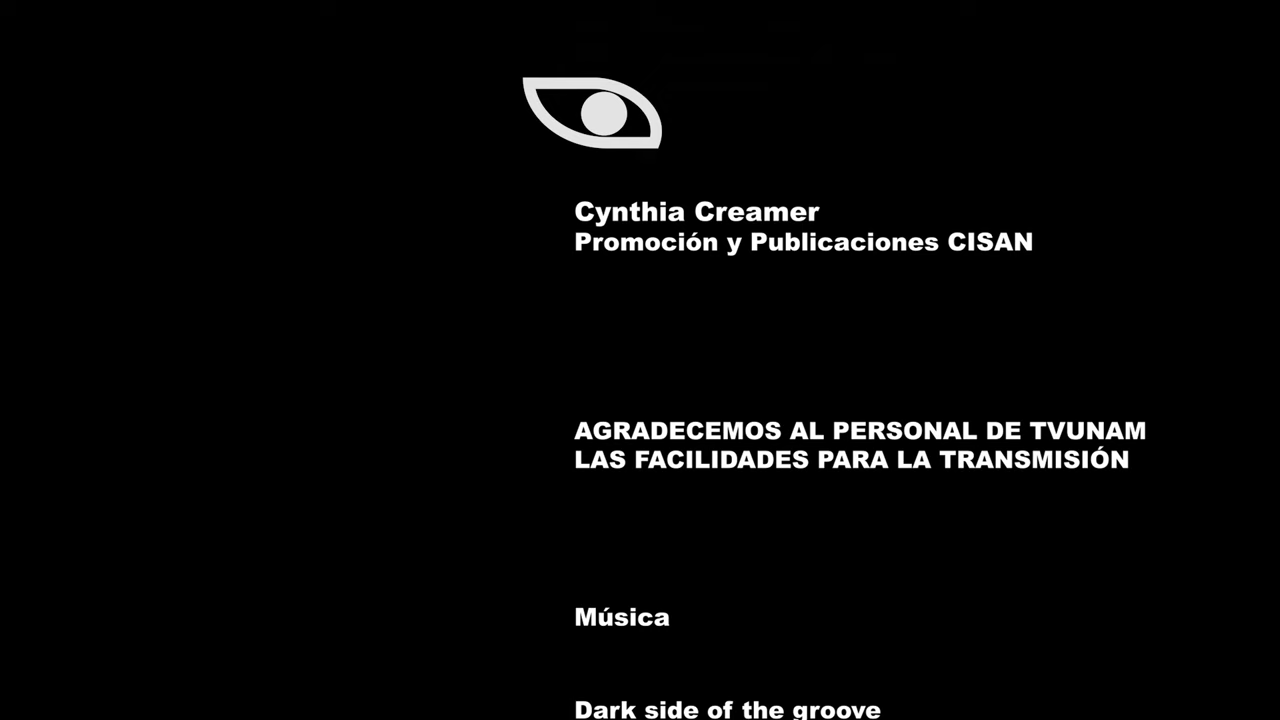 Cynthia Creamer
Promoción y Publicaciones CISAN
AGRADECEMOS AL PERSONAL DE TVUNAM
LAS FACILIDADES PARA LA TRANSMISIÓN
Música
Dark side of the groove